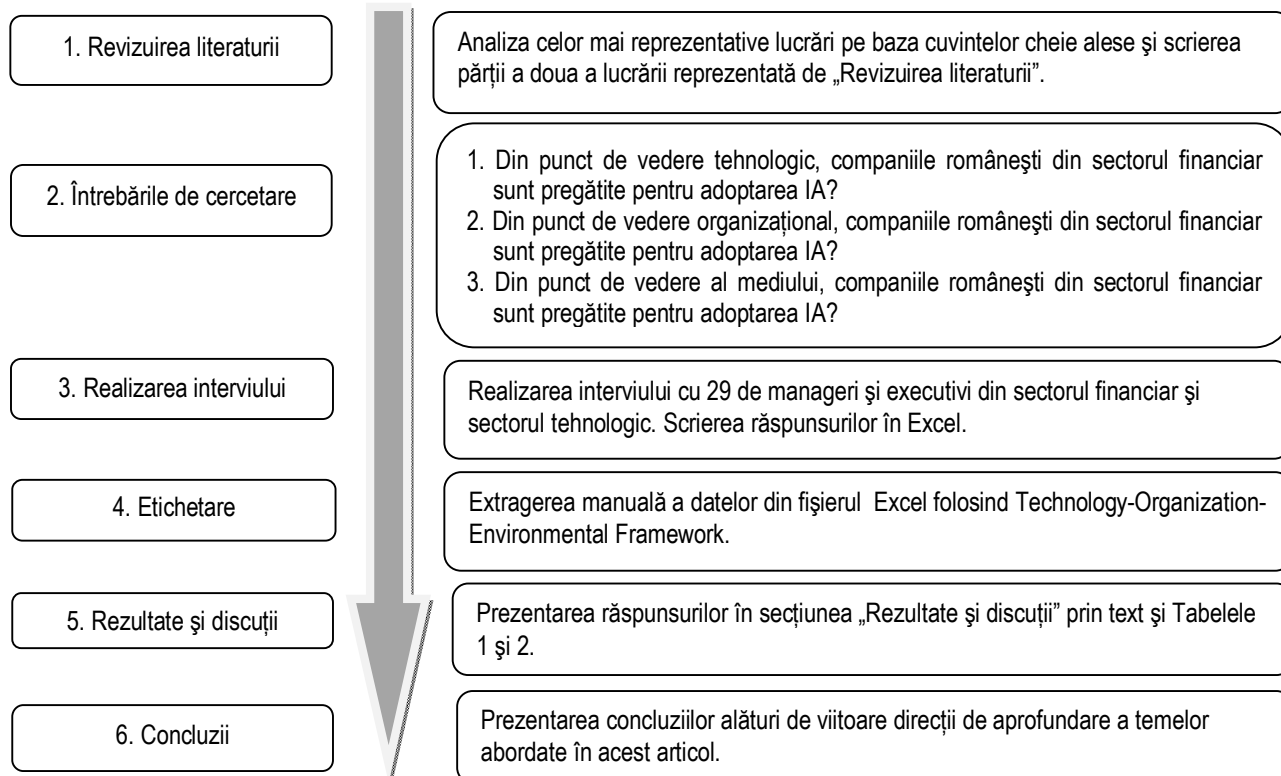 1. Revizuirea literaturii
Analiza celor mai reprezentative lucrări pe baza cuvintelor cheie alese şi scrierea
părții a doua a lucrării reprezentată de „Revizuirea literaturii”.
2. Întrebările de cercetare
1. Din punct de vedere tehnologic, companiile româneşti din sectorul financiar
sunt pregătite pentru adoptarea IA?
2. Din punct de vedere organizațional, companiile româneşti din sectorul financiar
sunt pregătite pentru adoptarea IA?
3. Din punct de vedere al mediului, companiile româneşti din sectorul financiar
sunt pregătite pentru adoptarea IA?
3. Realizarea interviului
Realizarea interviului cu 29 de manageri şi executivi din sectorul financiar şi
sectorul tehnologic. Scrierea răspunsurilor în Excel.
4. Etichetare
Extragerea manuală a datelor din fişierul Excel folosind Technology-Organization-
Environmental Framework.
5. Rezultate şi discuții
Prezentarea răspunsurilor în secțiunea „Rezultate şi discuții” prin text şi Tabelele
1 şi 2.
6. Concluzii
Prezentarea concluziilor alături de viitoare direcții de aprofundare a temelor
abordate în acest articol.